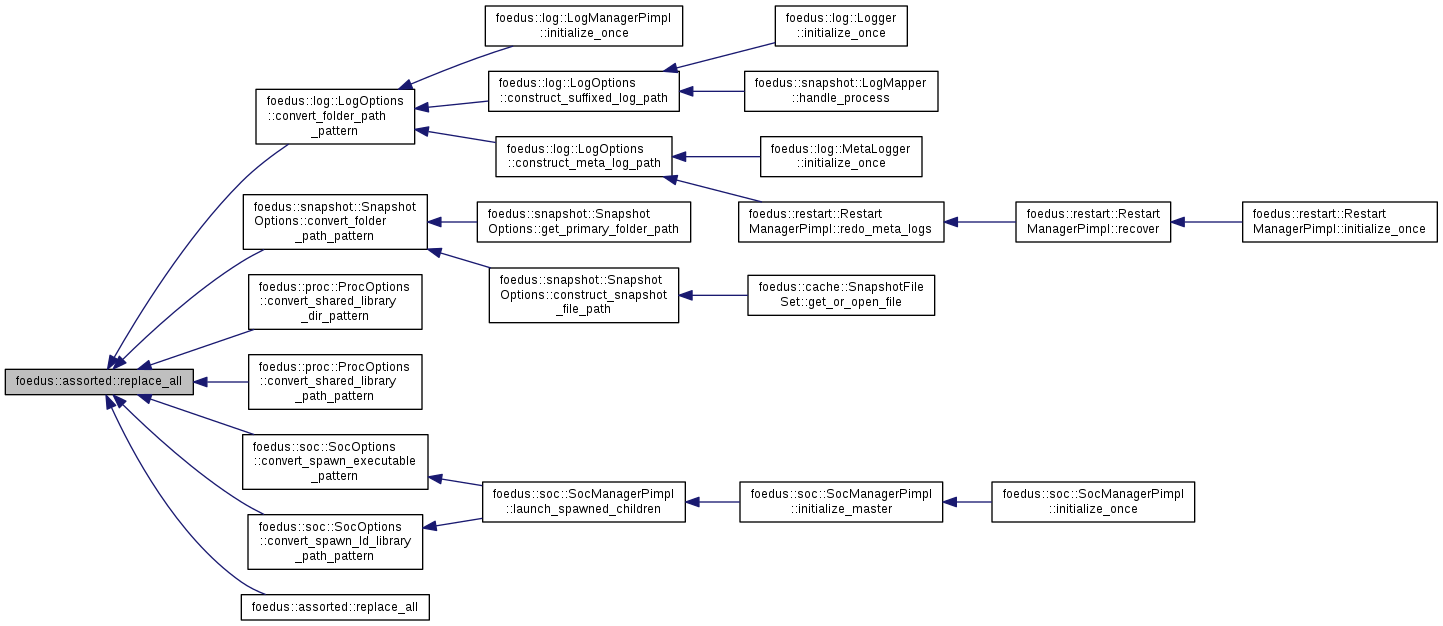 foedus::log::LogManagerPimpl
::initialize_once
foedus::log::Logger
::initialize_once
foedus::log::LogOptions
::construct_suffixed_log_path
foedus::snapshot::LogMapper
::handle_process
foedus::log::LogOptions
::convert_folder_path
_pattern
foedus::log::LogOptions
::construct_meta_log_path
foedus::log::MetaLogger
::initialize_once
foedus::snapshot::Snapshot
Options::convert_folder
_path_pattern
foedus::snapshot::Snapshot
Options::get_primary_folder_path
foedus::restart::Restart
ManagerPimpl::redo_meta_logs
foedus::restart::Restart
ManagerPimpl::recover
foedus::restart::Restart
ManagerPimpl::initialize_once
foedus::snapshot::Snapshot
Options::construct_snapshot
_file_path
foedus::cache::SnapshotFile
Set::get_or_open_file
foedus::proc::ProcOptions
::convert_shared_library
_dir_pattern
foedus::assorted::replace_all
foedus::proc::ProcOptions
::convert_shared_library
_path_pattern
foedus::soc::SocOptions
::convert_spawn_executable
_pattern
foedus::soc::SocManagerPimpl
::launch_spawned_children
foedus::soc::SocManagerPimpl
::initialize_master
foedus::soc::SocManagerPimpl
::initialize_once
foedus::soc::SocOptions
::convert_spawn_ld_library
_path_pattern
foedus::assorted::replace_all